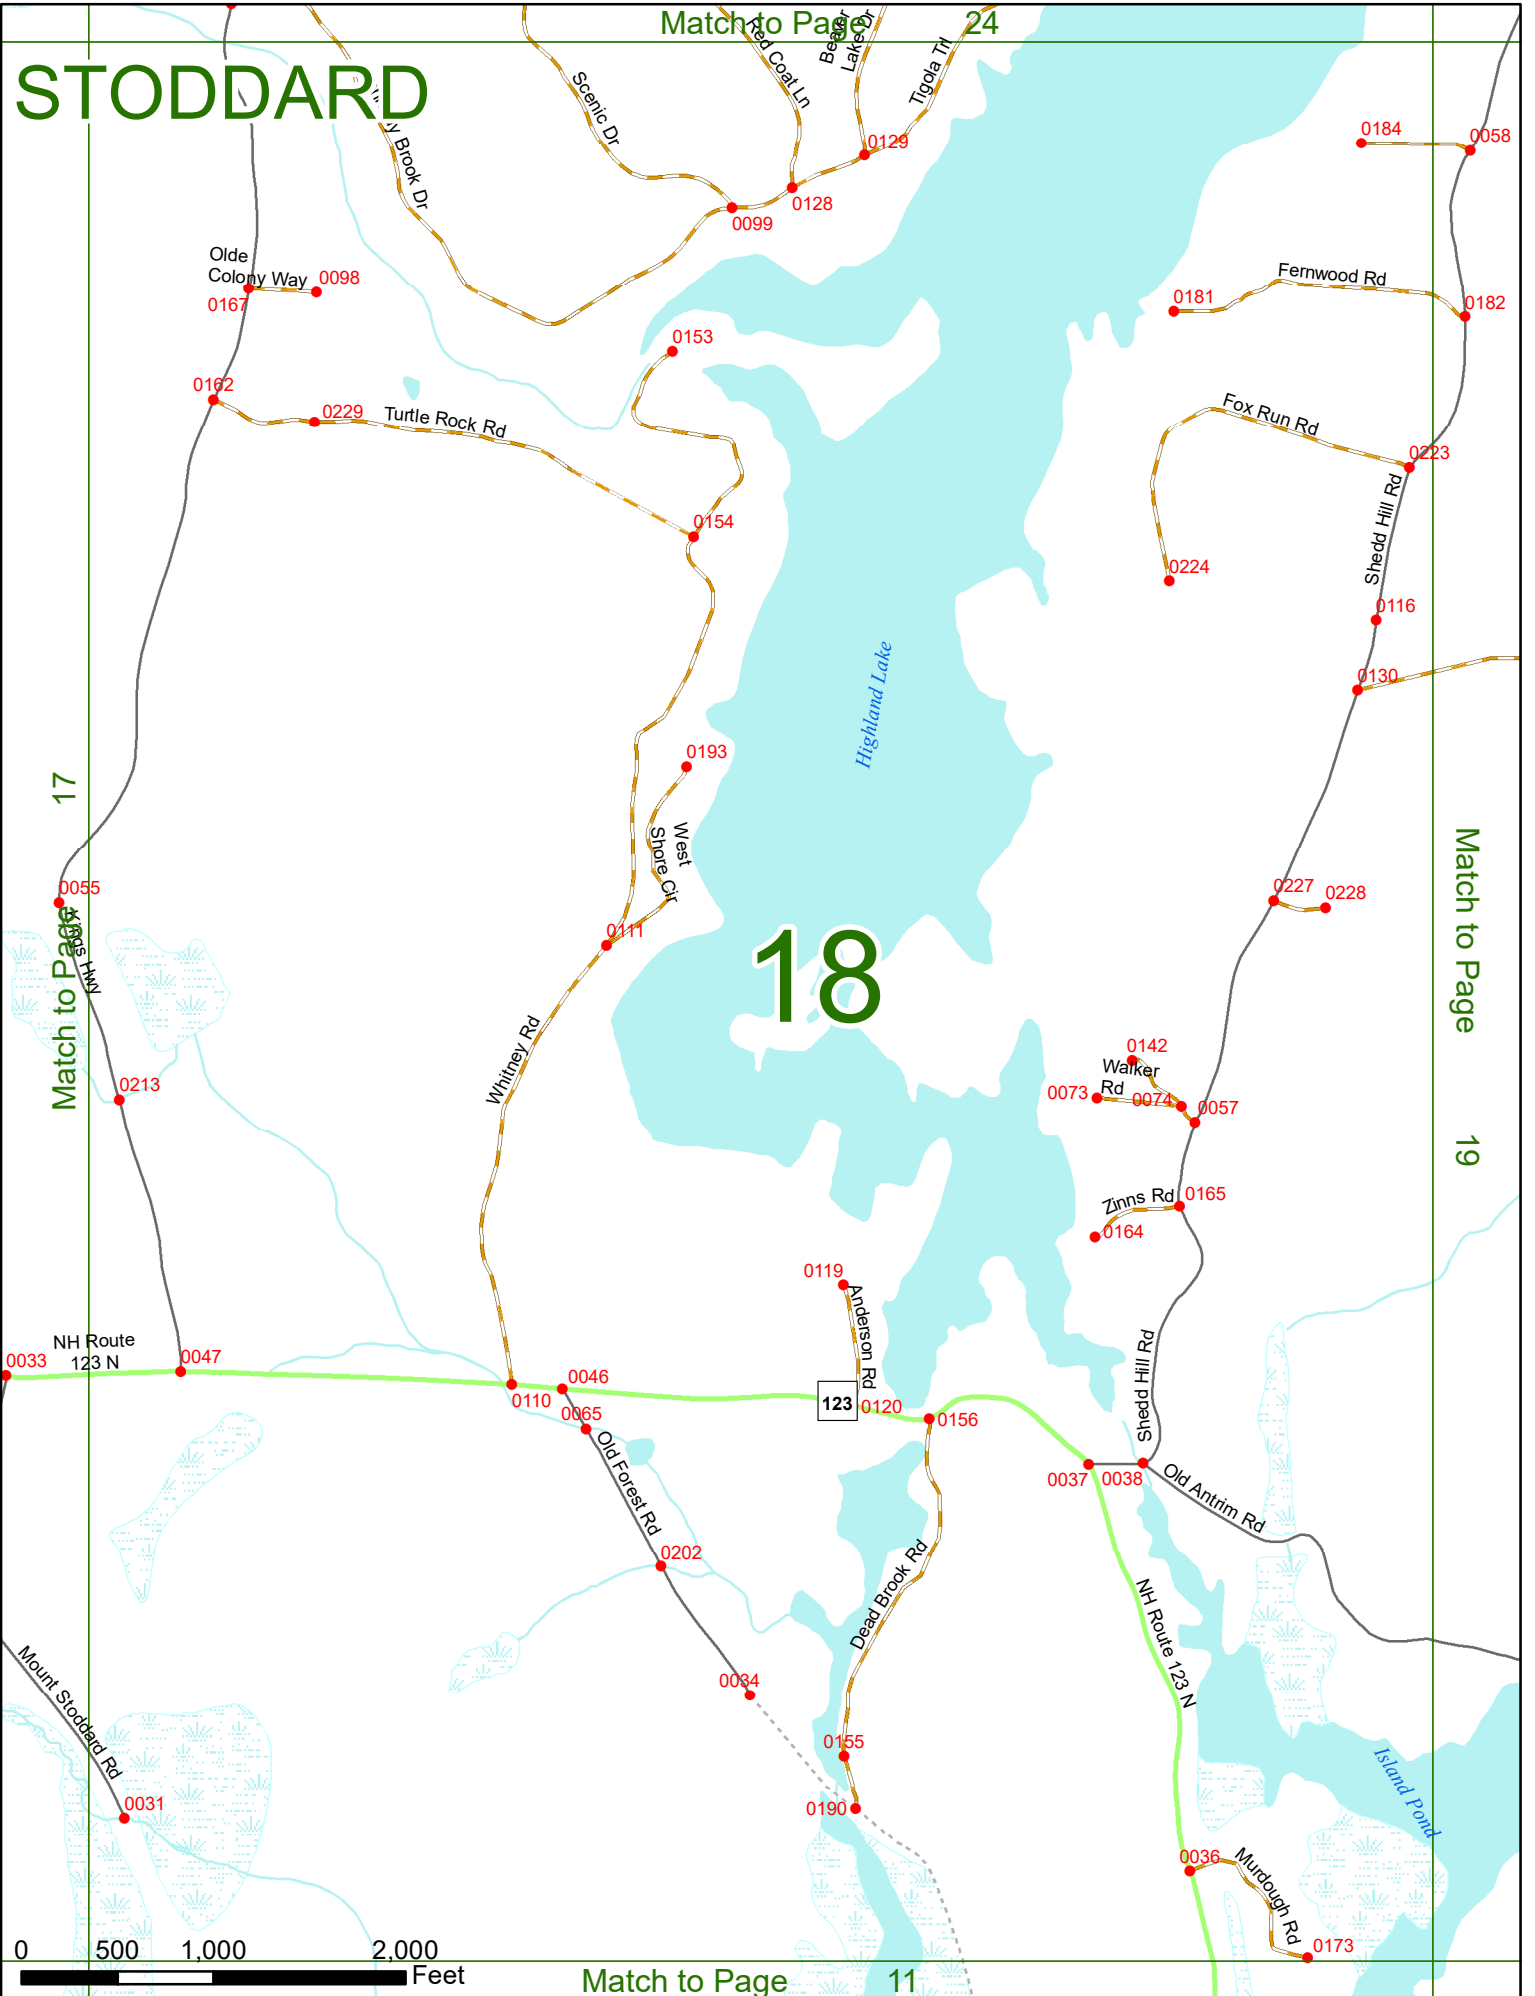 Match to Page 24
STODDARD
Red Coat Ln
Beaver
Lake Dr
Tigola Trl
Scenic Dr
y Brook Dr
0129
0184
0058
0128
0099
Olde
Colony Way
0098
0167
Fernwood Rd
0181
0182
0153
0162
0229
Turtle Rock Rd
Fox Run Rd
0223
0154
Shedd Hill Rd
0224
0116
Highland Lake
0130
17
0193
West
Shore Cir
Match to Page
0055
0227
0228
Kings Hwy
0111
18
Match to Page
19
Whitney Rd
0142
Walker
Rd
0073
0074
0057
0213
Zinns Rd
0165
0164
0119
Anderson Rd
NH Route
123 N
0033
0047
Shedd Hill Rd
0046
0110
123
0120
0156
0065
Old Forest Rd
0037
0038
Old Antrim Rd
0202
Dead Brook Rd
NH Route 123 N
Mount Stoddard Rd
0034
0155
Island Pond
0031
0190
0036
Murdough Rd
0173
0 500 1,000 2,000
Feet
Match to Page 11